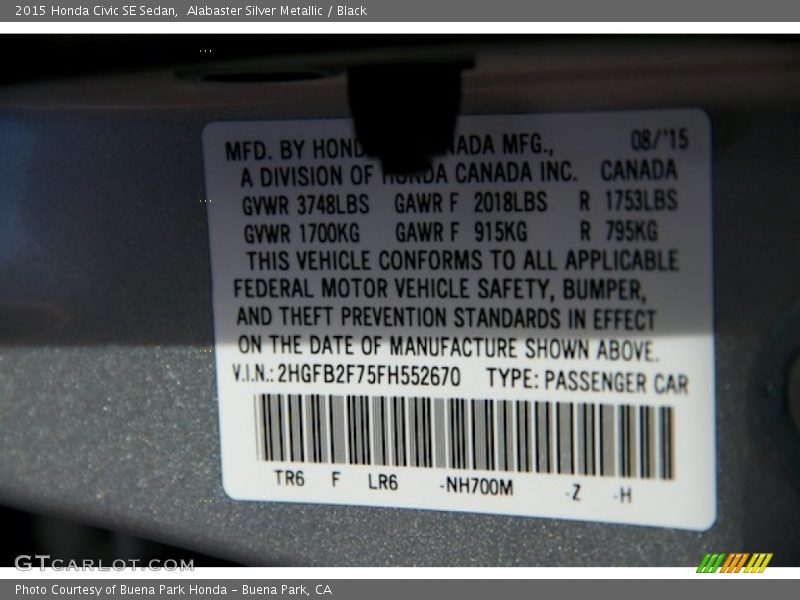 2015 Honda Civic SE Sedan,  Alabaster Silver Metallic / Black
MFD. BY MFG., 08/'15
A DIVISION OF HONDA CANADA INC. CANADA
GVWR 3748LBS GAWR F 2018LBS R 1753LBS
GVWR 1700KG GAWR F 915KG R 795KG
THIS VEHICLE CONFORMS TO ALL APPLICABLE
FEDERAL MOTOR VEHICLE SAFETY, BUMPER,
AND THEFT PREVENTION STANDARDS IN EFFECT
ON THE DATE OF MANUFACTURE SHOWN ABOVE.
V.I.N.: 2HGFB2F75FH552670 TYPE: PASSENGER CAR
TR6 F LR6 -NH700M -Z -H
GTCARLOT.COM
Photo Courtesy of Buena Park Honda – Buena Park, CA